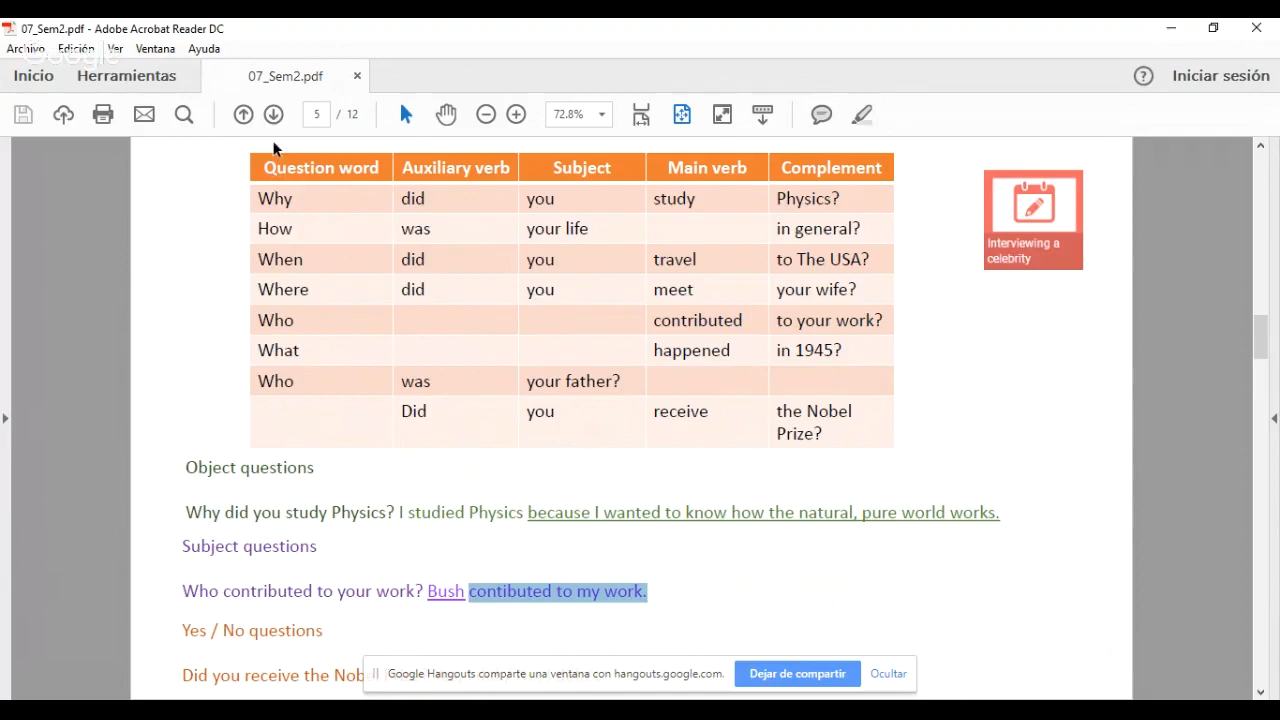 07_Sem2.pdf - Adobe Acrobat Reader DC
Archivo Edición Ver Ventana Ayuda
Google
Inicio Herramientas 07_Sem2.pdf × ? Iniciar sesión
5 / 12 72.8%
Question word Auxiliary verb Subject Main verb Complement
Why did you study Physics?
How was your life in general?
When did you travel to The USA?
Where did you meet your wife?
Who contributed to your work?
What happened in 1945?
Who was your father?
Did you receive the Nobel
Prize?
Interviewing a
celebrity
Object questions
Why did you study Physics? I studied Physics because I wanted to know how the natural, pure world works.
Subject questions
Who contributed to your work? Bush contibuted to my work.
Yes / No questions
Did you receive the Nob
Google Hangouts comparte una ventana con hangouts.google.com. Dejar de compartir Ocultar